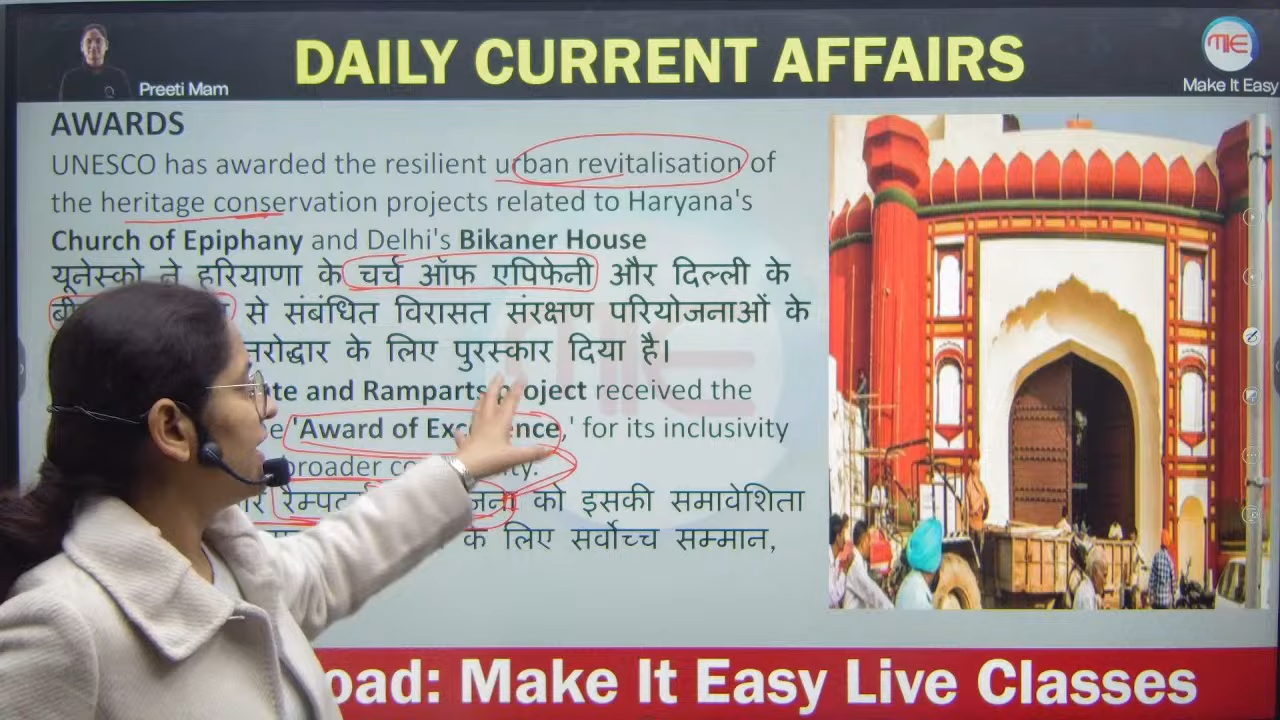 DAILY CURRENT AFFAIRS
Preeti Mam
MIE
Make It Easy
AWARDS
UNESCO has awarded the resilient urban revitalisation of
the heritage conservation projects related to Haryana's
Church of Epiphany and Delhi's Bikaner House
यूनेस्को ने हरियाणा के चर्च ऑफ एपिफेनी और दिल्ली के
से संबंधित विरासत संरक्षण परियोजनाओं के
के लिए पुरस्कार दिया है।
and Ramparts project received the
'Award of Excellence,' for its inclusivity
broader
को इसकी समावेशिता
के लिए सर्वोच्च सम्मान,
Make It Easy Live Classes